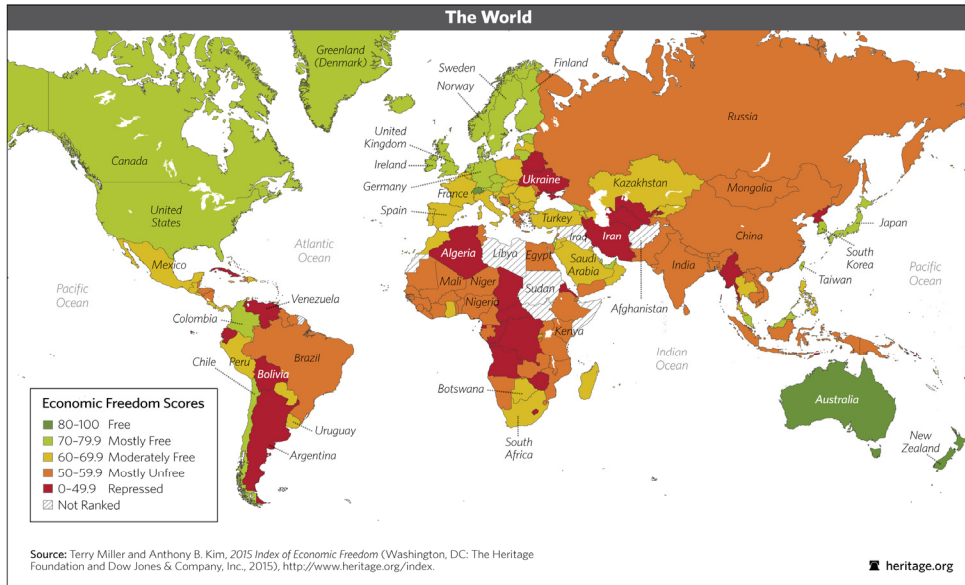 The World
Greenland
(Denmark)
Sweden
Finland
Norway
Russia
United
Kingdom
Canada
Ireland
Ukraine
Germany
Kazakhstan
Mongolia
France
United
States
Spain
Turkey
Japan
China
Iraq
Iran
South
Korea
Atlantic
Ocean
Algeria
Libya
Egypt
Saudi
Arabia
India
Pacific
Ocean
Mexico
Taiwan
Pacific
Ocean
Mali
Niger
Sudan
Venezuela
Nigeria
Afghanistan
Colombia
Kenya
Indian
Ocean
Chile
Peru
Brazil
Bolivia
Botswana
Australia
Uruguay
New
Zealand
South
Africa
Argentina
Economic Freedom Scores
80–100 Free
70–79.9 Mostly Free
60–69.9 Moderately Free
50–59.9 Mostly Unfree
0–49.9 Repressed
Not Ranked
Source: Terry Miller and Anthony B. Kim, 2015 Index of Economic Freedom (Washington, DC: The Heritage
Foundation and Dow Jones & Company, Inc., 2015), http://www.heritage.org/index.
heritage.org